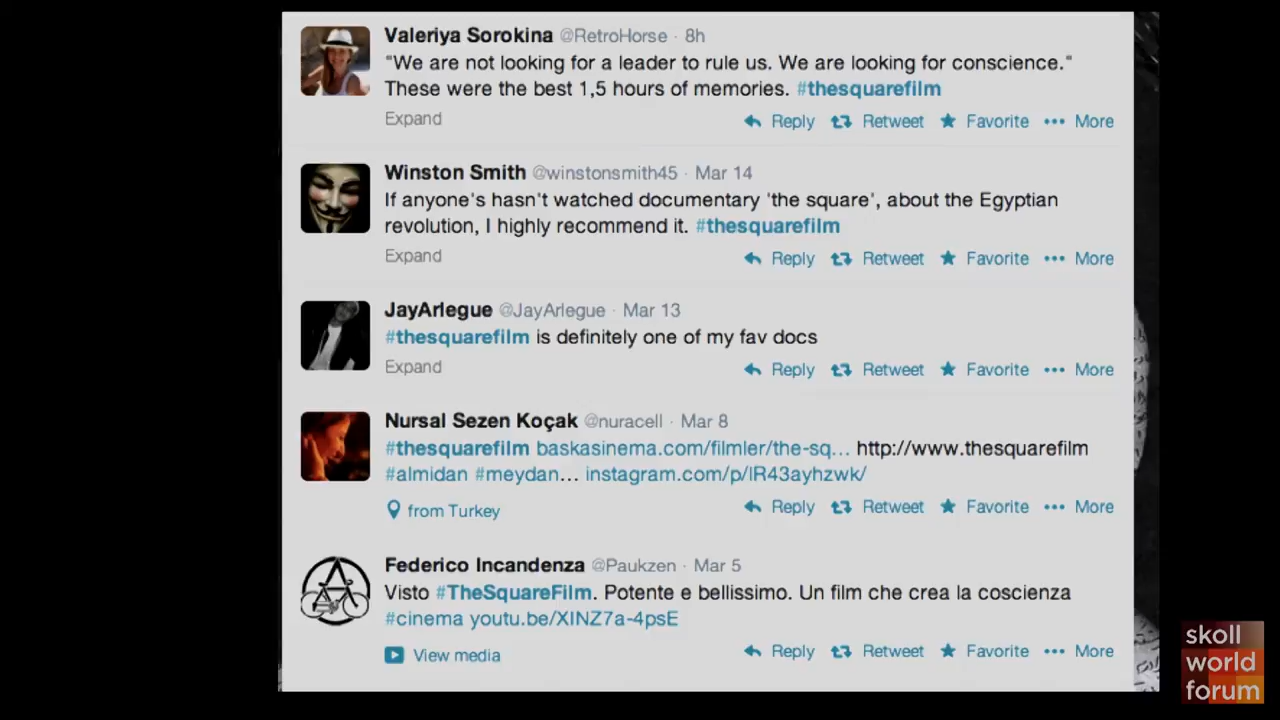 Valeriya Sorokina @RetroHorse · 8h
"We are not looking for a leader to rule us. We are looking for conscience."
These were the best 1,5 hours of memories. #thesquarefilm
Expand
Reply Retweet Favorite More
Winston Smith @winstonsmith45 · Mar 14
If anyone's hasn't watched documentary 'the square', about the Egyptian
revolution, I highly recommend it. #thesquarefilm
Expand
Reply Retweet Favorite More
JayArlegue @JayArlegue · Mar 13
#thesquarefilm is definitely one of my fav docs
Expand
Reply Retweet Favorite More
Nursal Sezen Koçak @nuracell · Mar 8
#thesquarefilm baskasinema.com/filmler/the-sq… http://www.thesquarefilm
#almidan #meydan… instagram.com/p/lR43ayhzwk/
from Turkey
Reply Retweet Favorite More
Federico Incandenza @Paukzen · Mar 5
Visto #TheSquareFilm. Potente e bellissimo. Un film che crea la coscienza
#cinema youtu.be/XINZ7a-4psE
View media
Reply Retweet Favorite More
skoll
world
forum